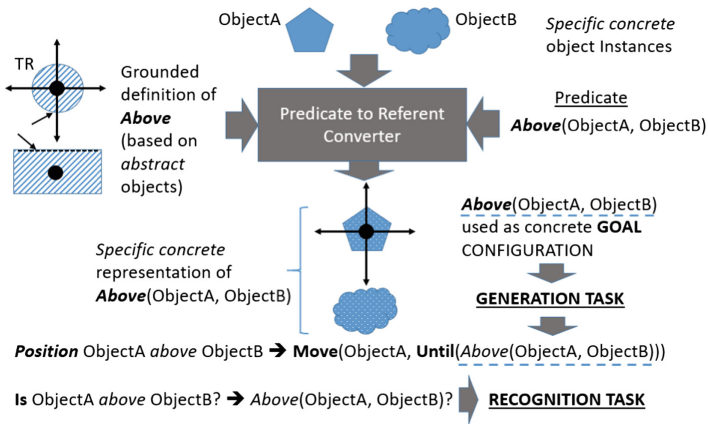 ObjectA
ObjectB
Specific concrete
object Instances
TR
Grounded
definition of
Above
(based on
abstract
objects)
Predicate to Referent
Converter
Predicate
Above(ObjectA, ObjectB)
Specific concrete
representation of
Above(ObjectA, ObjectB)
Above(ObjectA, ObjectB)
used as concrete GOAL
CONFIGURATION
GENERATION TASK
Position ObjectA above ObjectB ➔ Move(ObjectA, Until(Above(ObjectA, ObjectB)))
Is ObjectA above ObjectB? ➔ Above(ObjectA, ObjectB)?
RECOGNITION TASK